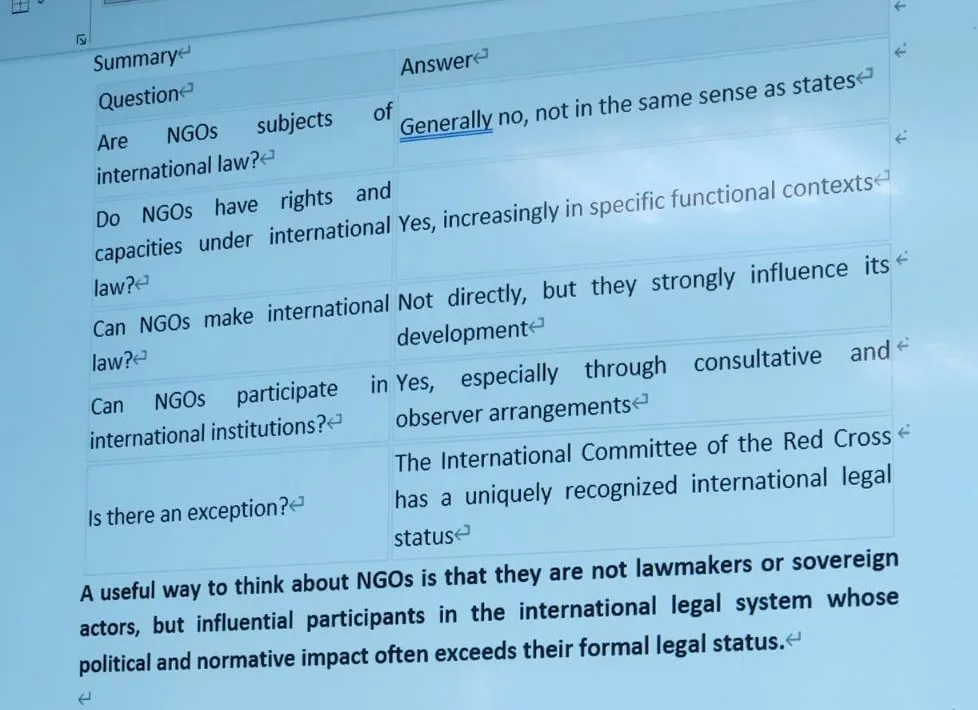 Summary
Question
Answer
Are NGOs subjects of
international law?
Generally no, not in the same sense as states
Do NGOs have rights and
capacities under international
law?
Yes, increasingly in specific functional contexts
Can NGOs make international
law?
Not directly, but they strongly influence its
development
Can NGOs participate in
international institutions?
Yes, especially through consultative and
observer arrangements
Is there an exception?
The International Committee of the Red Cross
has a uniquely recognized international legal
status
A useful way to think about NGOs is that they are not lawmakers or sovereign
actors, but influential participants in the international legal system whose
political and normative impact often exceeds their formal legal status.